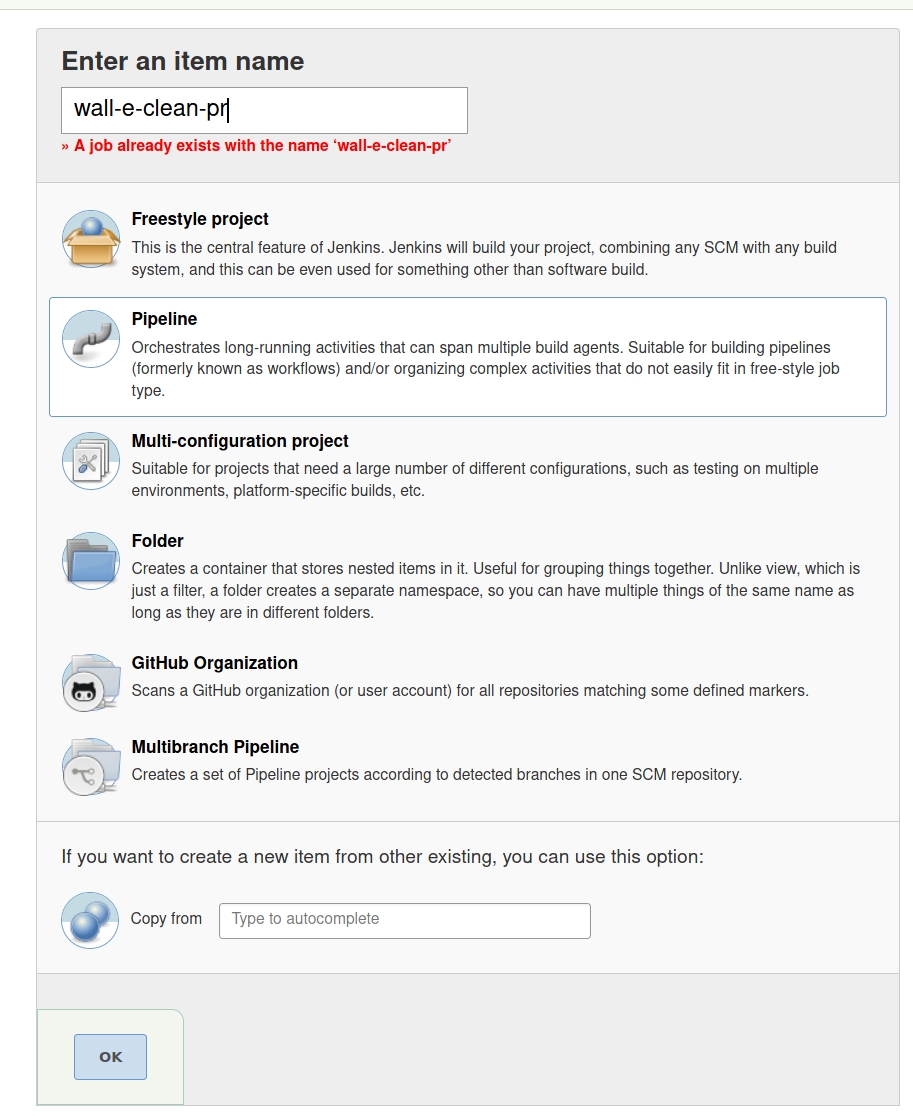 Enter an item name
wall-e-clean-pr
» A job already exists with the name ‘wall-e-clean-pr’
Freestyle project
This is the central feature of Jenkins. Jenkins will build your project, combining any SCM with any build
system, and this can be even used for something other than software build.
Pipeline
Orchestrates long-running activities that can span multiple build agents. Suitable for building pipelines
(formerly known as workflows) and/or organizing complex activities that do not easily fit in free-style job
type.
Multi-configuration project
Suitable for projects that need a large number of different configurations, such as testing on multiple
environments, platform-specific builds, etc.
Folder
Creates a container that stores nested items in it. Useful for grouping things together. Unlike view, which is
just a filter, a folder creates a separate namespace, so you can have multiple things of the same name as
long as they are in different folders.
GitHub Organization
Scans a GitHub organization (or user account) for all repositories matching some defined markers.
Multibranch Pipeline
Creates a set of Pipeline projects according to detected branches in one SCM repository.
If you want to create a new item from other existing, you can use this option:
Copy from
Type to autocomplete
OK